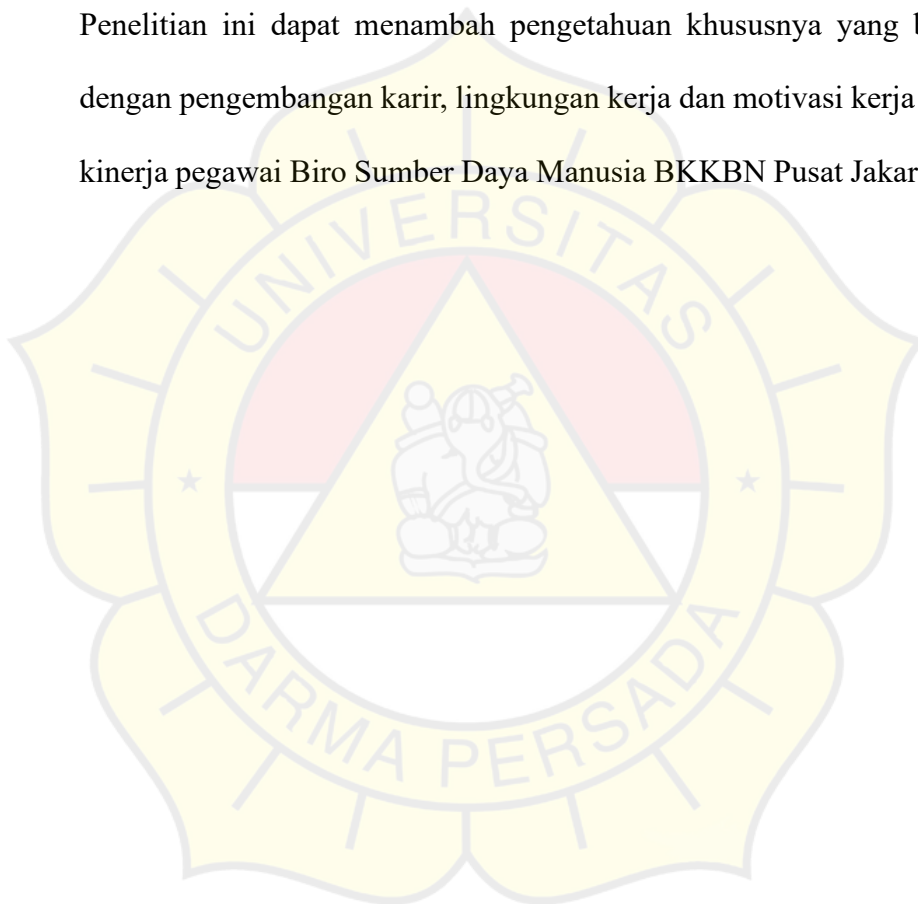 Penelitian ini dapat menambah pengetahuan khususnya yang
dengan pengembangan karir, lingkungan kerja dan motivasi kerja
kinerja pegawai Biro Sumber Daya Manusia BKKBN Pusat Jakar
UNIVERSITAS
DARMA PERSADA